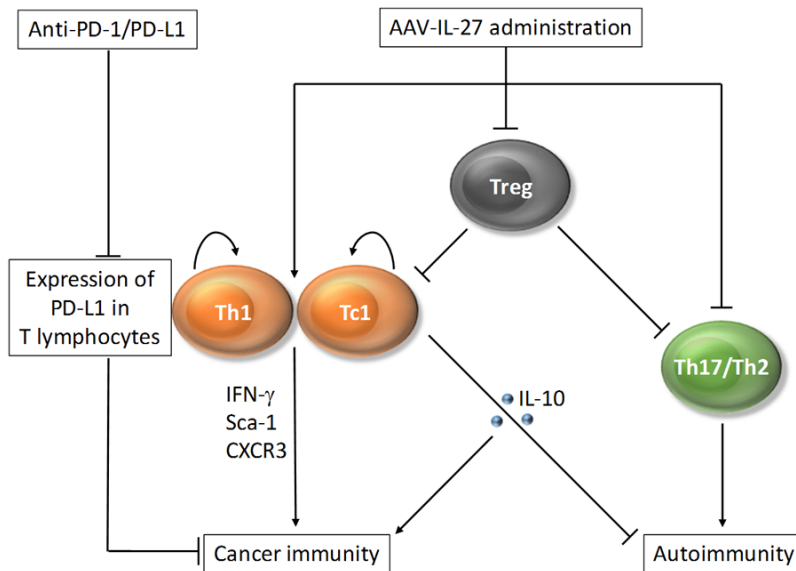 Anti-PD-1/PD-L1
AAV-IL-27 administration
Treg
Expression of
PD-L1 in
T lymphocytes
Th1
Tc1
Th17/Th2
IFN-γ
Sca-1
CXCR3
IL-10
Cancer immunity
Autoimmunity